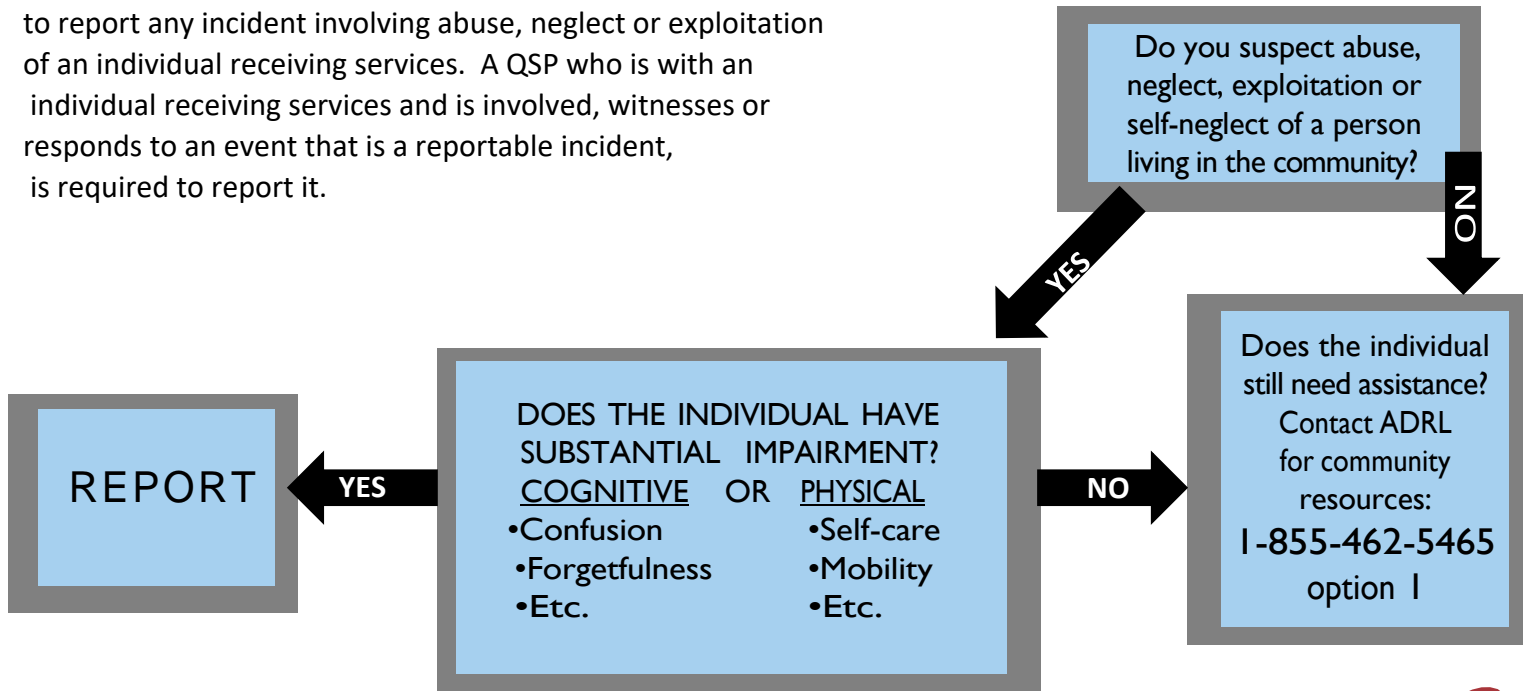 to report any incident involving abuse, neglect or exploitation
of an individual receiving services. A QSP who is with an
individual receiving services and is involved, witnesses or
responds to an event that is a reportable incident,
is required to report it.
Do you suspect abuse,
neglect, exploitation or
self-neglect of a person
living in the community?
NO
YES
Does the individual
still need assistance?
Contact ADRL
for community
resources:
1-855-462-5465
option 1
DOES THE INDIVIDUAL HAVE
SUBSTANTIAL IMPAIRMENT?
COGNITIVE OR PHYSICAL
•Confusion •Self-care
•Forgetfulness •Mobility
•Etc. •Etc.
NO
YES
REPORT